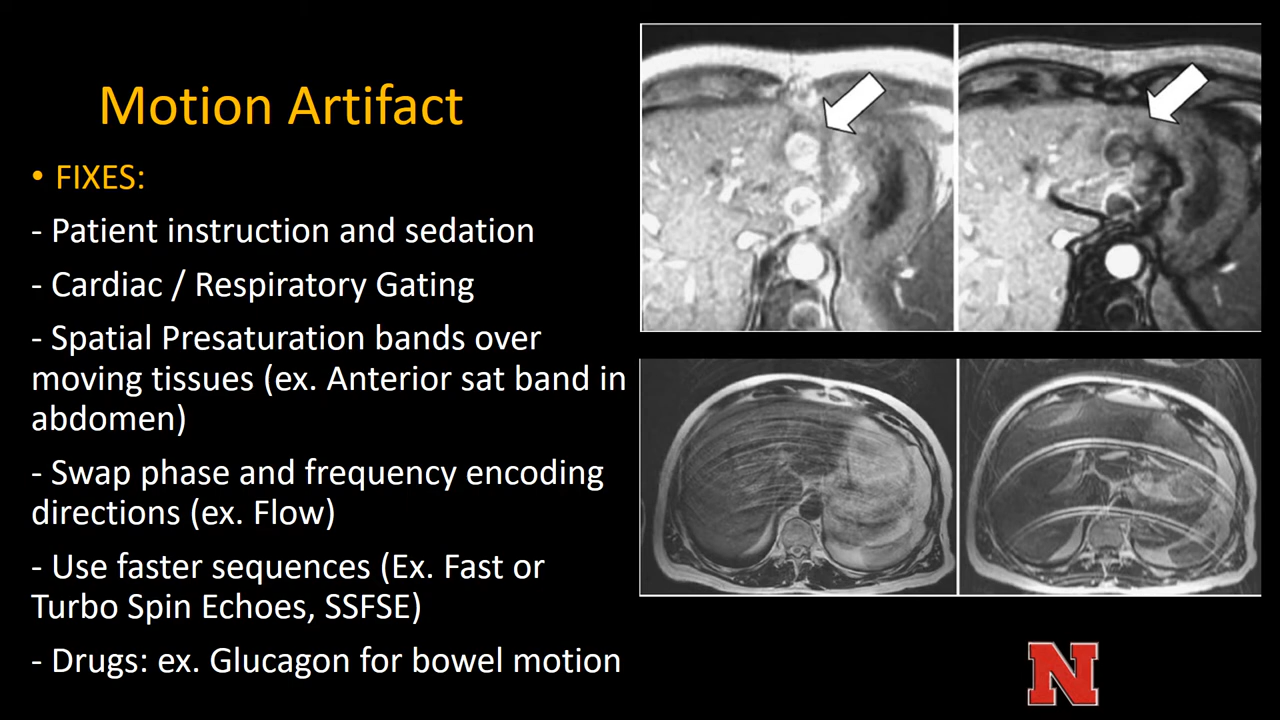 Motion Artifact
• FIXES:
- Patient instruction and sedation
- Cardiac / Respiratory Gating
- Spatial Presaturation bands over
moving tissues (ex. Anterior sat band in
abdomen)
- Swap phase and frequency encoding
directions (ex. Flow)
- Use faster sequences (Ex. Fast or
Turbo Spin Echoes, SSFSE)
- Drugs: ex. Glucagon for bowel motion
N